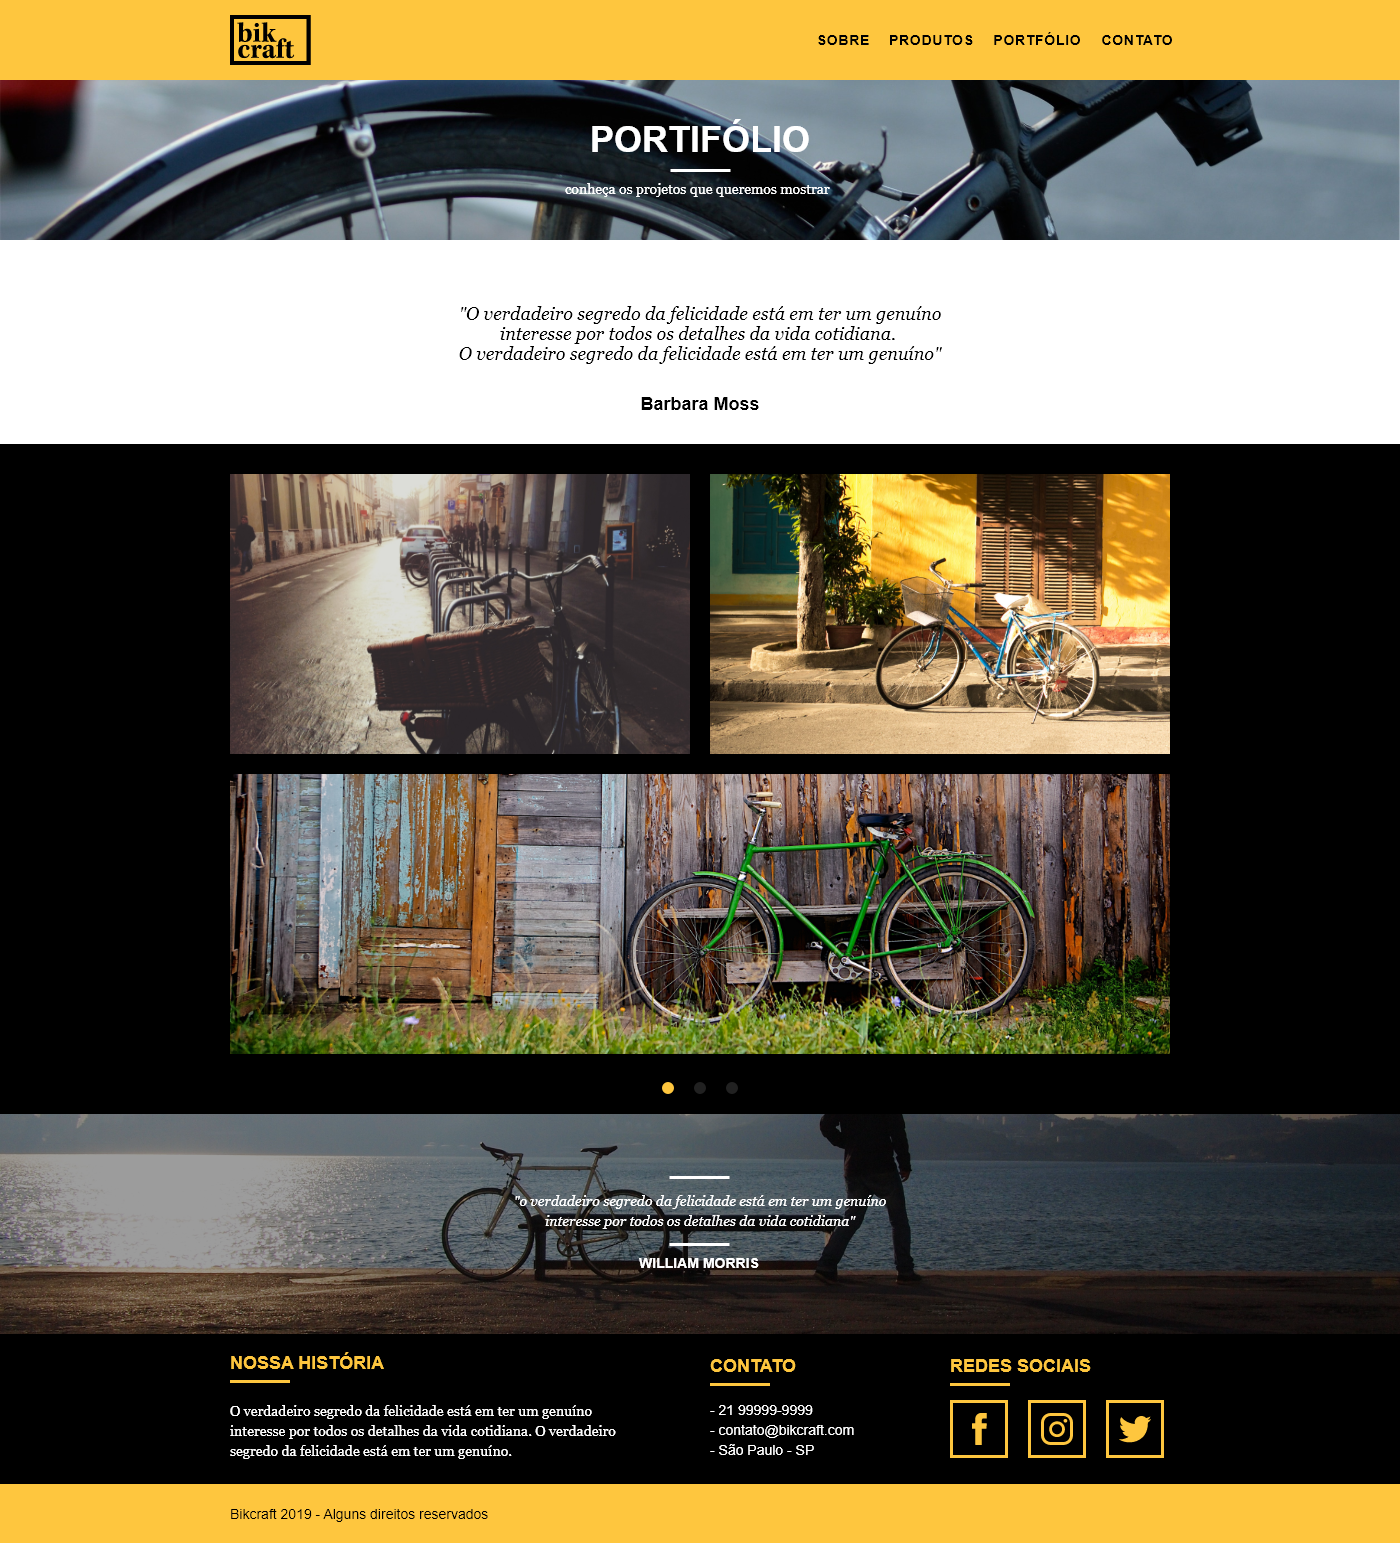 bik
craft
SOBRE PRODUTOS PORTFÓLIO CONTATO
PORTIFÓLIO
conheça os projetos que queremos mostrar
"O verdadeiro segredo da felicidade está em ter um genuíno
interesse por todos os detalhes da vida cotidiana.
O verdadeiro segredo da felicidade está em ter um genuíno"
Barbara Moss
"o verdadeiro segredo da felicidade está em ter um genuíno
interesse por todos os detalhes da vida cotidiana"
WILLIAM MORRIS
NOSSA HISTÓRIA
O verdadeiro segredo da felicidade está em ter um genuíno
interesse por todos os detalhes da vida cotidiana. O verdadeiro
segredo da felicidade está em ter um genuíno.
CONTATO
- 21 99999-9999
- contato@bikcraft.com
- São Paulo - SP
REDES SOCIAIS
Bikcraft 2019 - Alguns direitos reservados